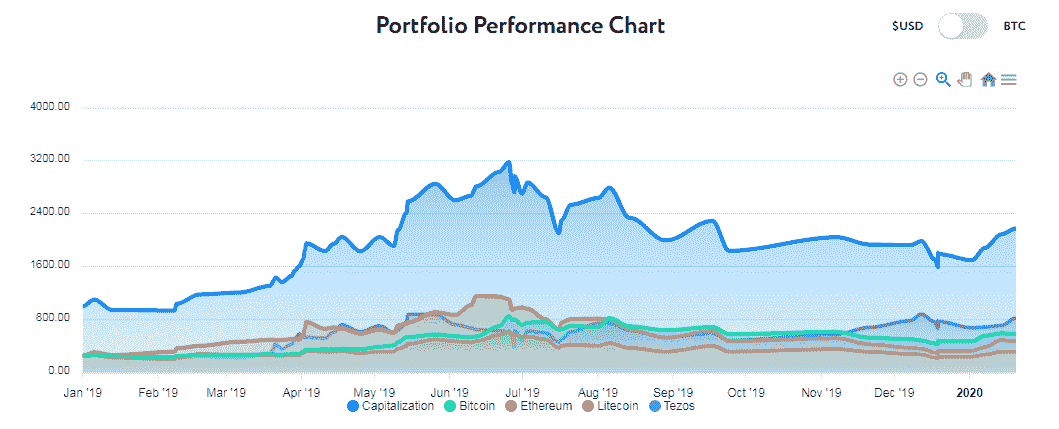 Portfolio Performance Chart
$USD BTC
4000.00
3200.00
2400.00
1600.00
800.00
0.00
Jan '19 Feb '19 Mar '19 Apr '19 May '19 Jun '19 Jul '19 Aug '19 Sep '19 Oct '19 Nov '19 Dec '19 2020
Capitalization Bitcoin Ethereum Litecoin Tezos